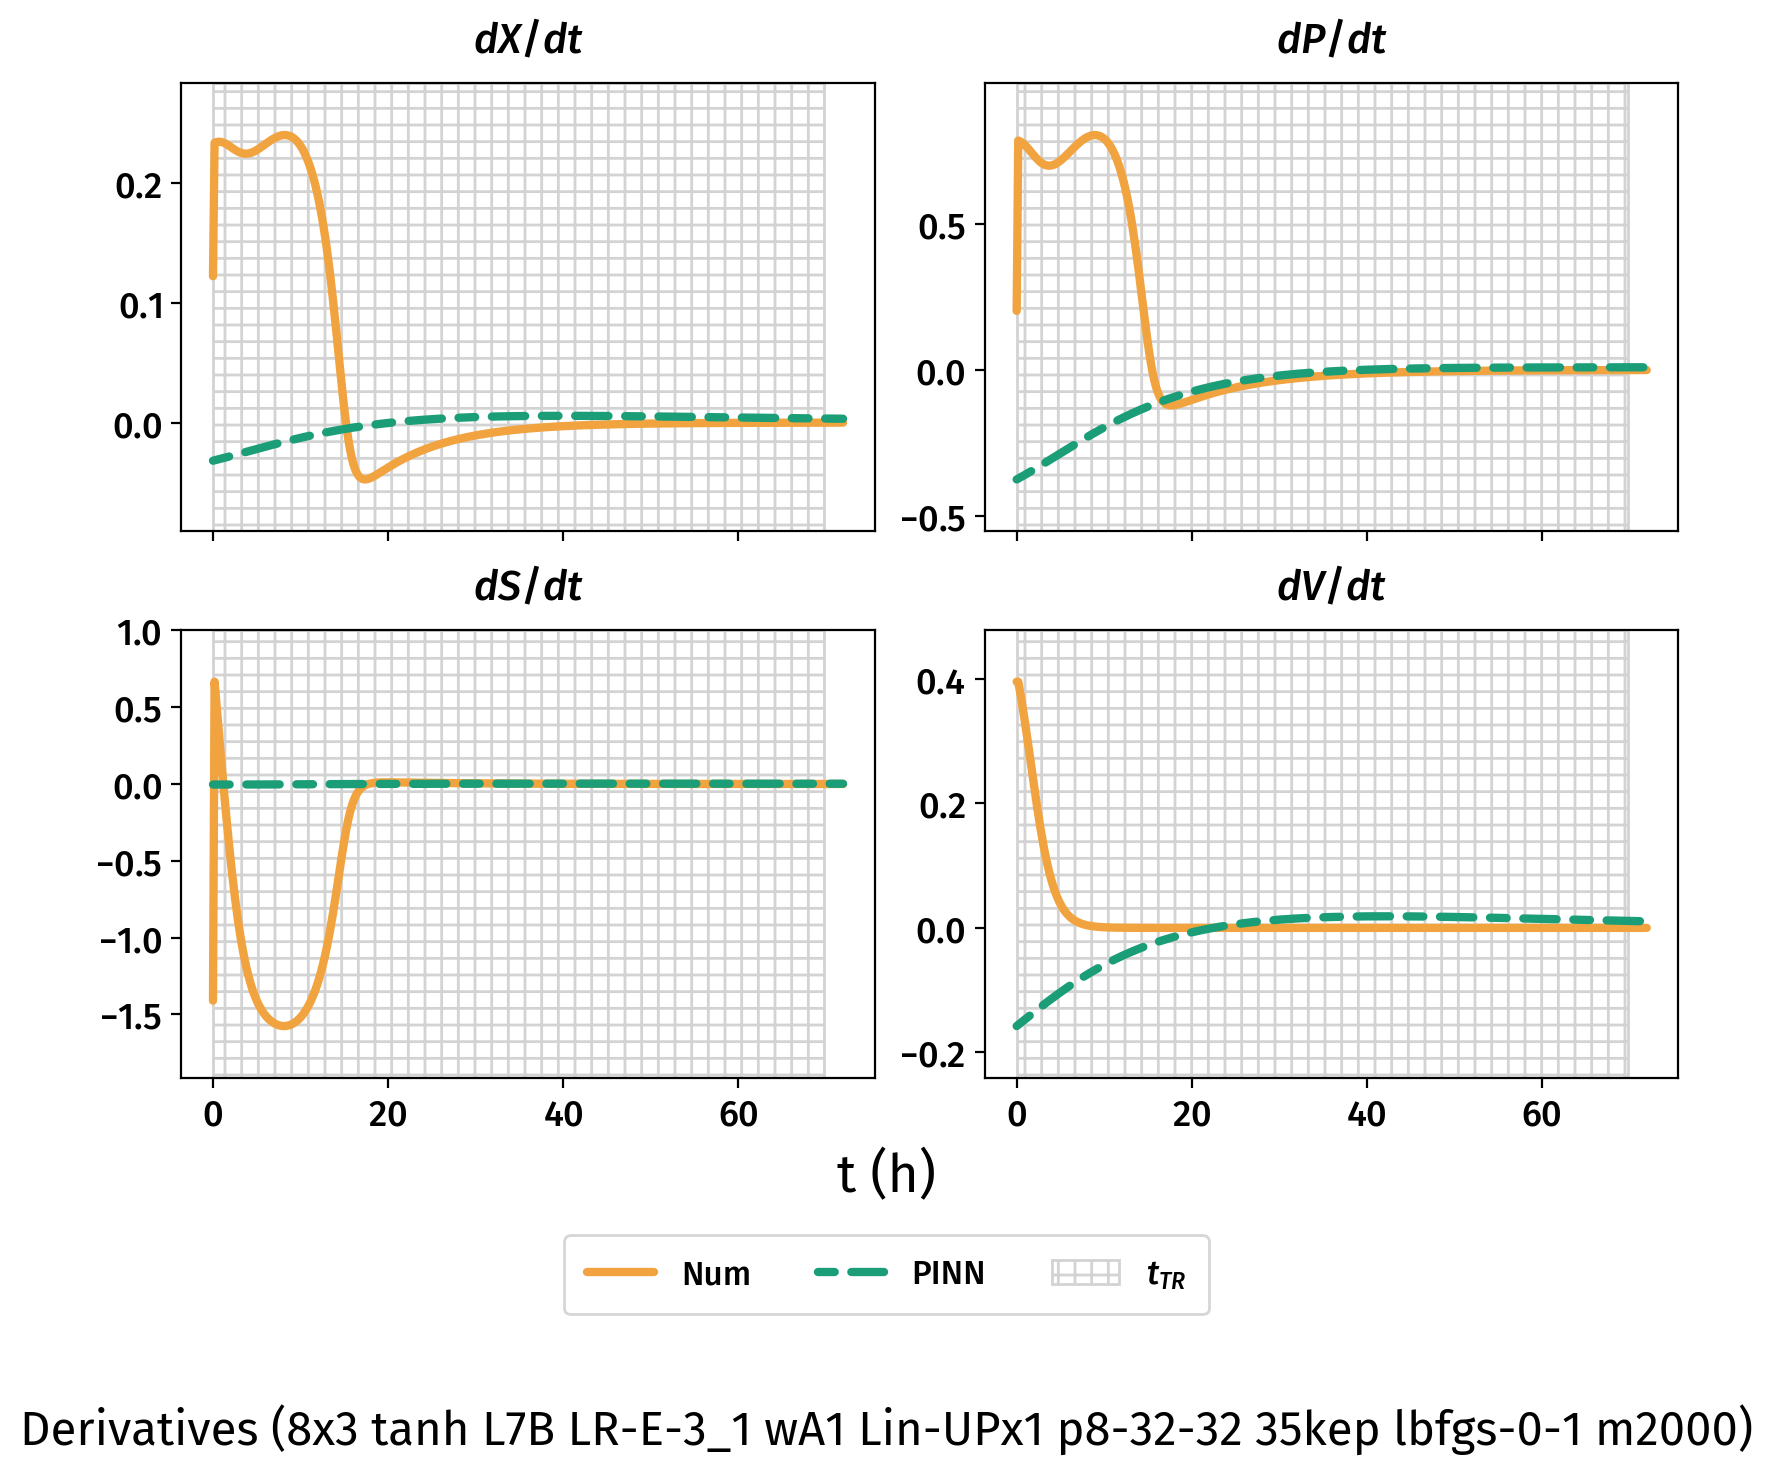 dX/dt
dP/dt
0.2
0.1
0.0
0.5
0.0
−0.5
dS/dt
dV/dt
1.0
0.5
0.0
−0.5
−1.0
−1.5
0.4
0.2
0.0
−0.2
0 20 40 60
0 20 40 60
t (h)
Num PINN tTR
Derivatives (8x3 tanh L7B LR-E-3_1 wA1 Lin-UPx1 p8-32-32 35kep lbfgs-0-1 m2000)